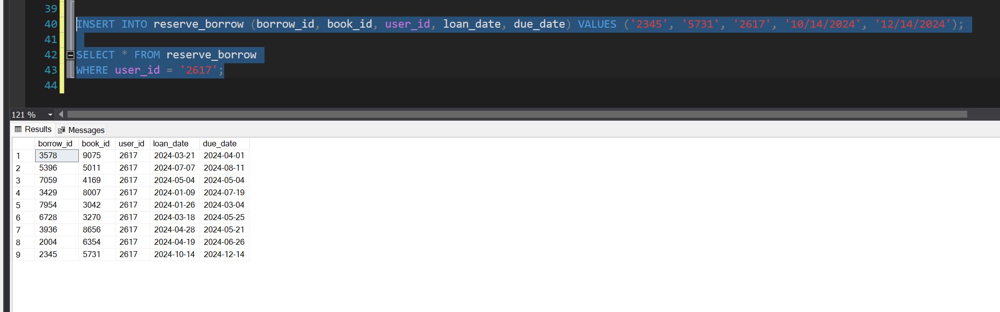 39
40 INSERT INTO reserve_borrow (borrow_id, book_id, user_id, loan_date, due_date) VALUES ('2345', '5731', '2617', '10/14/2024', '12/14/2024');
41
42 SELECT * FROM reserve_borrow
43 WHERE user_id = '2617';
44
121 %
Results Messages
borrow_id book_id user_id loan_date due_date
1 3578 9075 2617 2024-03-21 2024-04-01
2 5396 5011 2617 2024-07-07 2024-08-11
3 7059 4169 2617 2024-05-04 2024-05-04
4 3429 8007 2617 2024-01-09 2024-07-19
5 7954 3042 2617 2024-01-26 2024-03-04
6 6728 3270 2617 2024-03-18 2024-05-25
7 3936 8656 2617 2024-04-28 2024-05-21
8 2004 6354 2617 2024-04-19 2024-06-26
9 2345 5731 2617 2024-10-14 2024-12-14